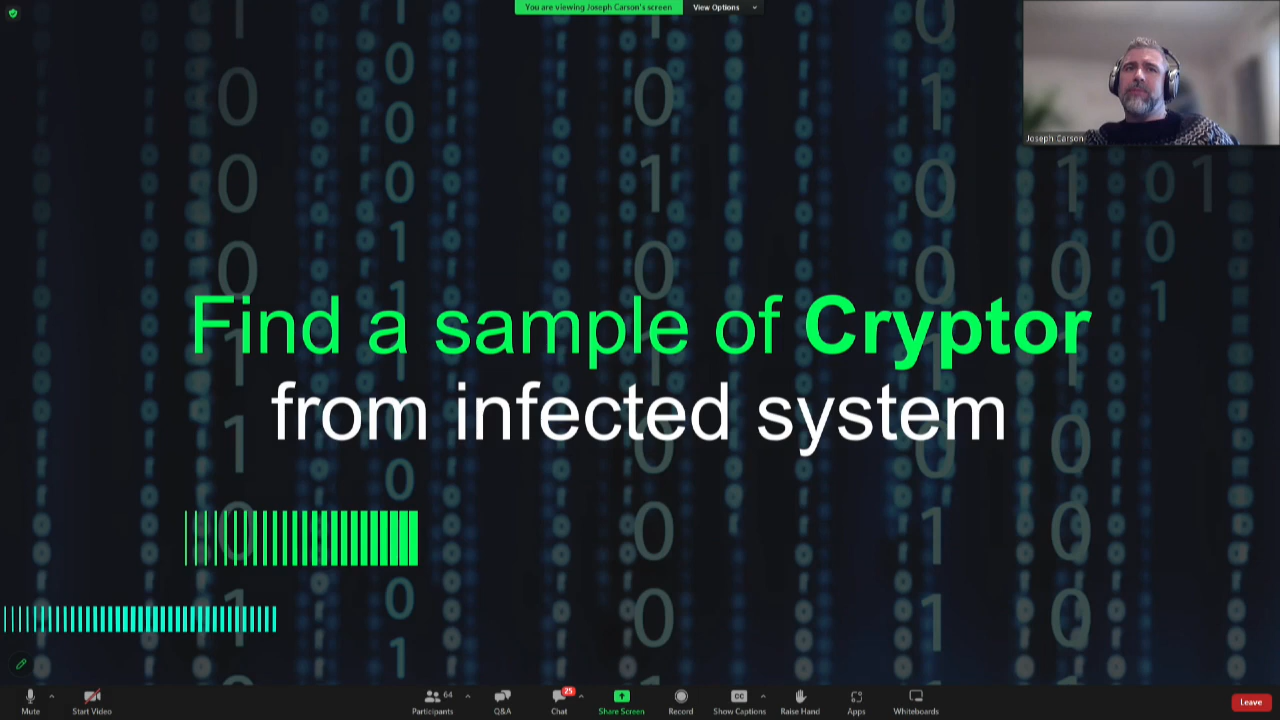 You are viewing Joseph Carson's screen
View Options
Joseph Carson
Find a sample of Cryptor
from infected system
Mute
Start Video
64
Participants
Q&A
25
Chat
Share Screen
Record
CC
Show Captions
Raise Hand
Apps
Whiteboards
Leave